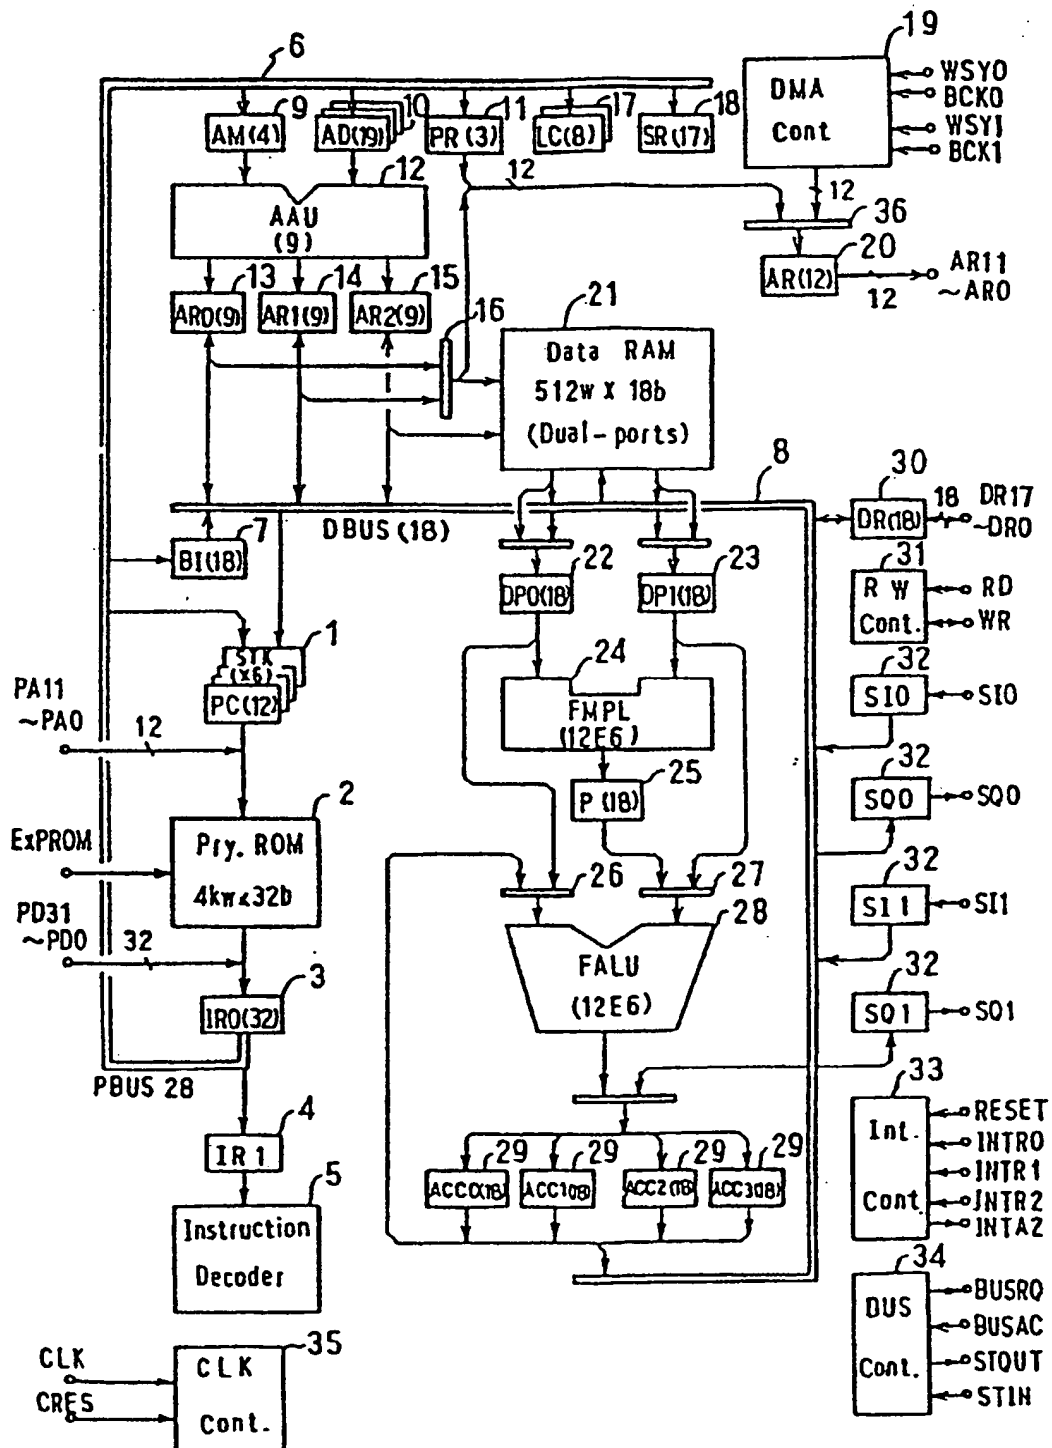 6
9
10
11
17
18
19
AM(4)
AD(19)
PR(3)
LC(8)
SR(17)
DMA
Cont
WSY0
BCK0
WSY1
BCK1
12
12
12
AAU
(9)
36
20
AR(12)
12
AR11
~AR0
13
14
15
AR0(9)
AR1(9)
AR2(9)
16
21
Data RAM
512w X 18b
(Dual-ports)
8
DBUS(18)
7
BI(18)
30
DR(18)
18
DR17
~DR0
22
23
DP0(18)
DP1(18)
31
R W
Cont.
RD
WR
1
STK
(x6)
PC(12)
PA11
~PA0
12
24
FMPL
(12E6)
25
P(18)
32
SI0
SI0
32
SQ0
SQ0
2
Pry. ROM
4kwx32b
ExPROM
PD31
~PD0
32
26
27
28
FALU
(12E6)
32
SI1
SI1
32
SQ1
SO1
3
IR0(32)
PBUS 28
4
IR1
5
Instruction
Decoder
29
29
29
29
ACC0(18)
ACC1(18)
ACC2(18)
ACC3(18)
33
Int.
Cont
RESET
INTR0
INTR1
INTR2
INTA2
34
DUS
Cont.
BUSRQ
BUSAC
STOUT
STIN
35
CLK
Cont.
CLK
CRES